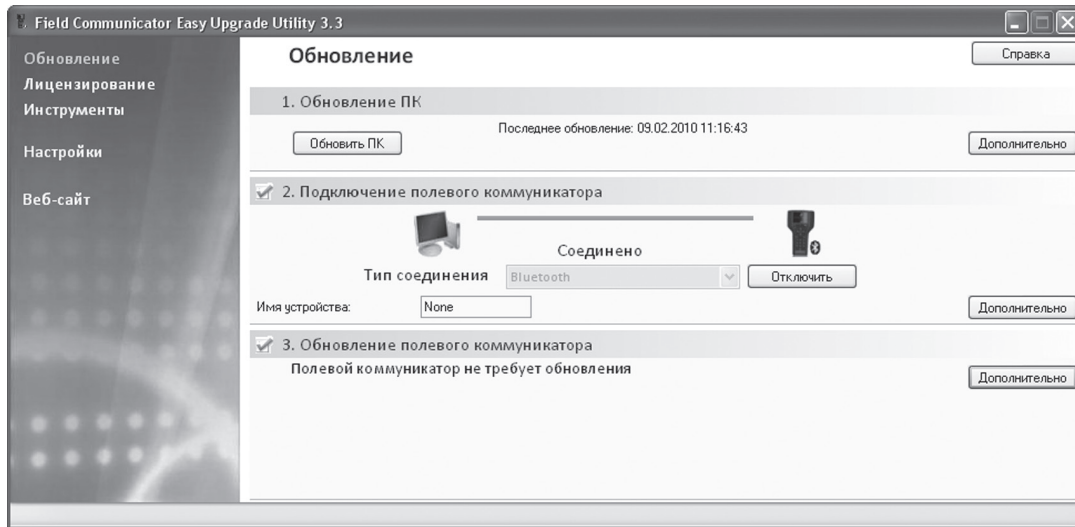 Field Communicator Easy Upgrade Utility 3.3
Обновление
Лицензирование
Инструменты
Настройки
Веб-сайт
Обновление
Справка
1. Обновление ПК
Последнее обновление: 09.02.2010 11:16:43
Обновить ПК
Дополнительно
2. Подключение полевого коммуникатора
Соединено
Тип соединения Bluetooth Отключить
Имя устройства: None Дополнительно
3. Обновление полевого коммуникатора
Полевой коммуникатор не требует обновления
Дополнительно